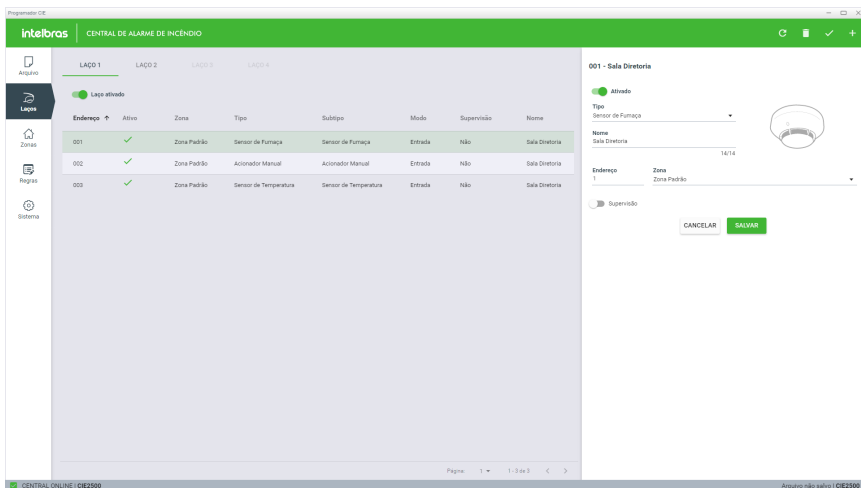 Programador CIE
intelbras CENTRAL DE ALARME DE INCÊNDIO
Arquivo
Laços
Zonas
Regras
Sistema
LAÇO 1 LAÇO 2 LAÇO 3 LAÇO 4
Laço ativado
Endereço Ativo Zona Tipo Subtipo Modo Supervisão Nome
001 Zona Padrão Sensor de Fumaça Sensor de Fumaça Entrada Não Sala Diretoria
002 Zona Padrão Acionador Manual Acionador Manual Entrada Não Sala Diretoria
003 Zona Padrão Sensor de Temperatura Sensor de Temperatura Entrada Não Sala Diretoria
Página: 1 1 - 3 de 3
001 - Sala Diretoria
Ativado
Tipo
Sensor de Fumaça
Nome
Sala Diretoria
14/14
Endereço Zona
1 Zona Padrão
Supervisão
CANCELAR SALVAR
CENTRAL ONLINE | CIE2500 Arquivo não salvo | CIE2500